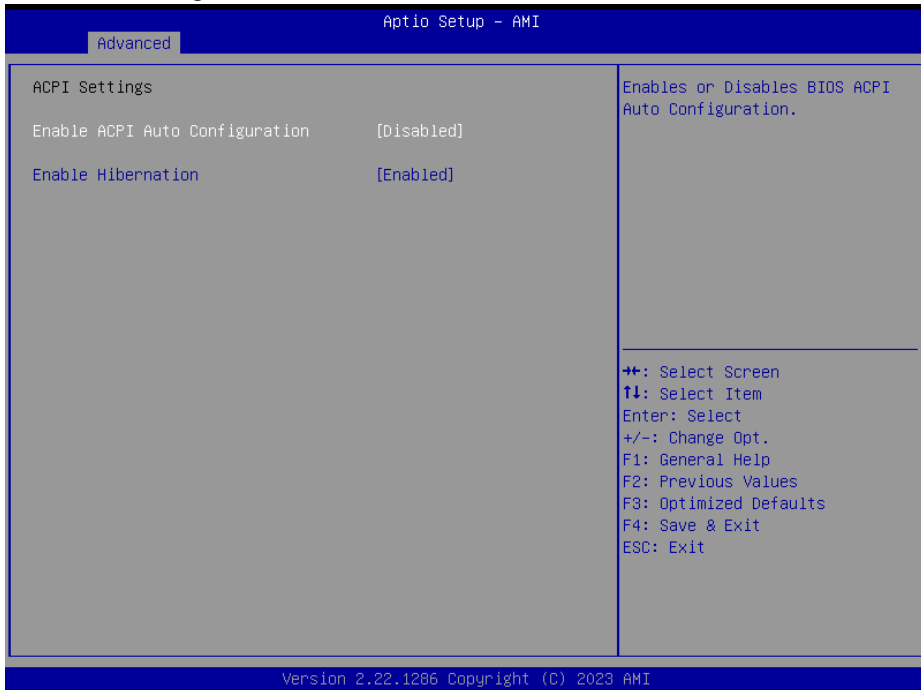 Aptio Setup – AMI
Advanced
ACPI Settings
Enable ACPI Auto Configuration [Disabled]
Enable Hibernation [Enabled]
Enables or Disables BIOS ACPI
Auto Configuration.
→←: Select Screen
↑↓: Select Item
Enter: Select
+/-: Change Opt.
F1: General Help
F2: Previous Values
F3: Optimized Defaults
F4: Save & Exit
ESC: Exit
Version 2.22.1286 Copyright (C) 2023 AMI